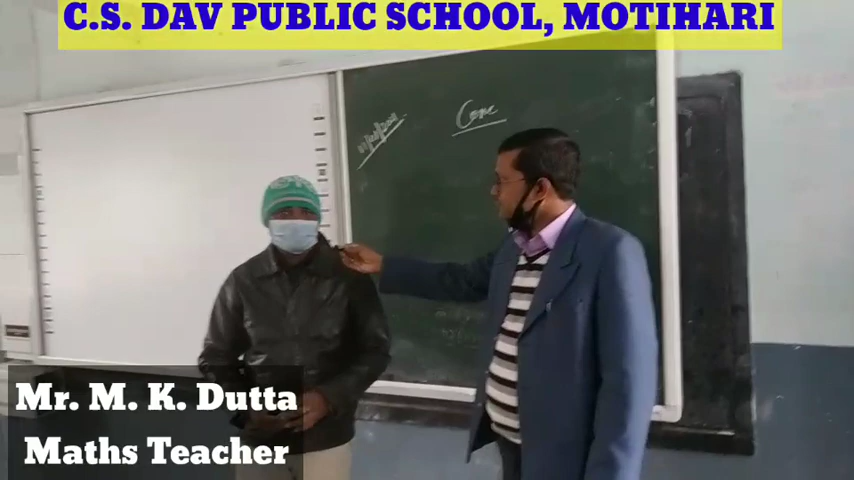 C.S. DAV PUBLIC SCHOOL, MOTIHARI
Cone
Mr. M. K. Dutta
Maths Teacher